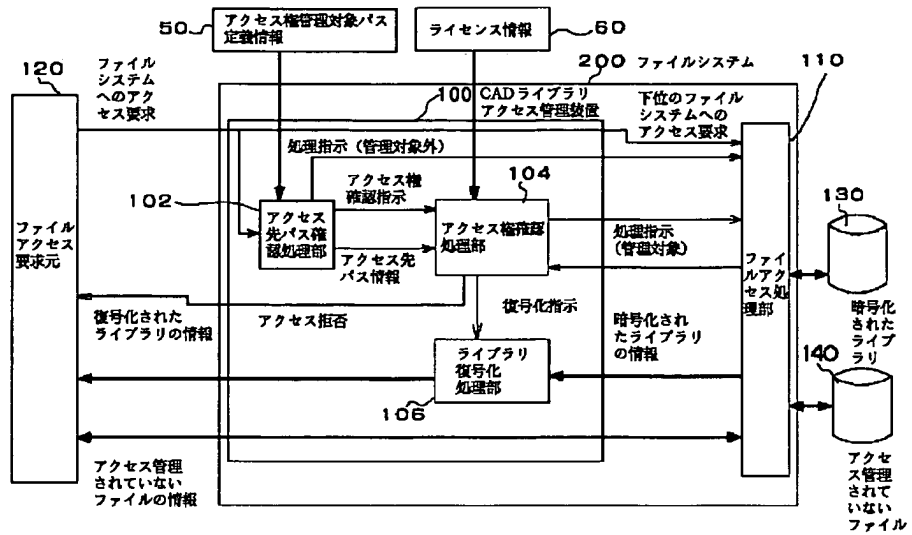 50
アクセス権管理対象パス
定義情報
ライセンス情報
60
120
ファイル
システム
へのアク
セス要求
200
ファイルシステム
110
100
CADライブラリ
アクセス管理装置
下位のファイル
システムへの
アクセス要求
処理指示(管理対象外)
102
アクセス権
確認指示
104
アクセス
先パス確
認処理部
アクセス権確認
処理部
処理指示
(管理対象)
アクセス先
パス情報
ファイル
アクセス
要求元
ファイ
ルアク
セス処
理部
130
暗号化
された
ライブ
ラリ
復号化された
ライブラリの情報
アクセス拒否
復号化指示
暗号化され
たライブラリ
の情報
ライブラリ
復号化
処理部
106
140
アクセス管理
されていない
ファイルの情報
アクセ
ス管理
されて
いない
ファイル